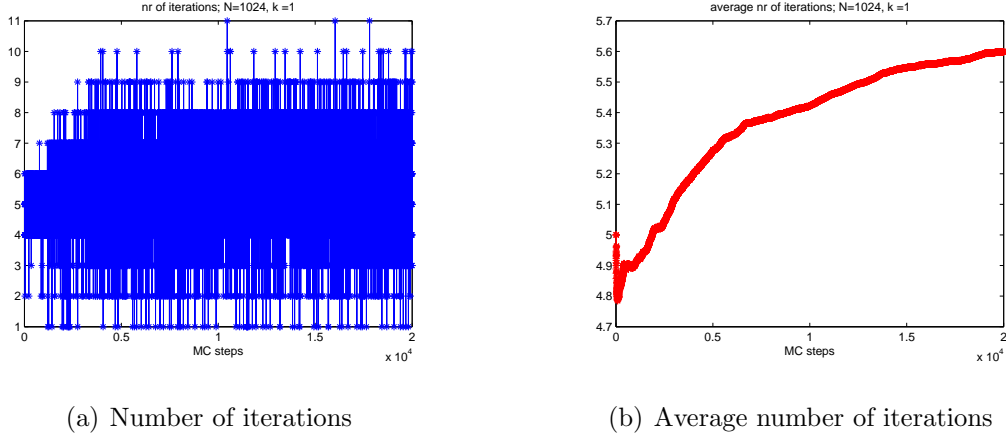 nr of iterations; N=1024, k =1
11
10
9
8
7
6
5
4
3
2
1
0 0.5 1 1.5 2
MC steps
x 10^4
(a) Number of iterations
average nr of iterations; N=1024, k =1
5.7
5.6
5.5
5.4
5.3
5.2
5.1
5
4.9
4.8
4.7
0 0.5 1 1.5 2
MC steps
x 10^4
(b) Average number of iterations